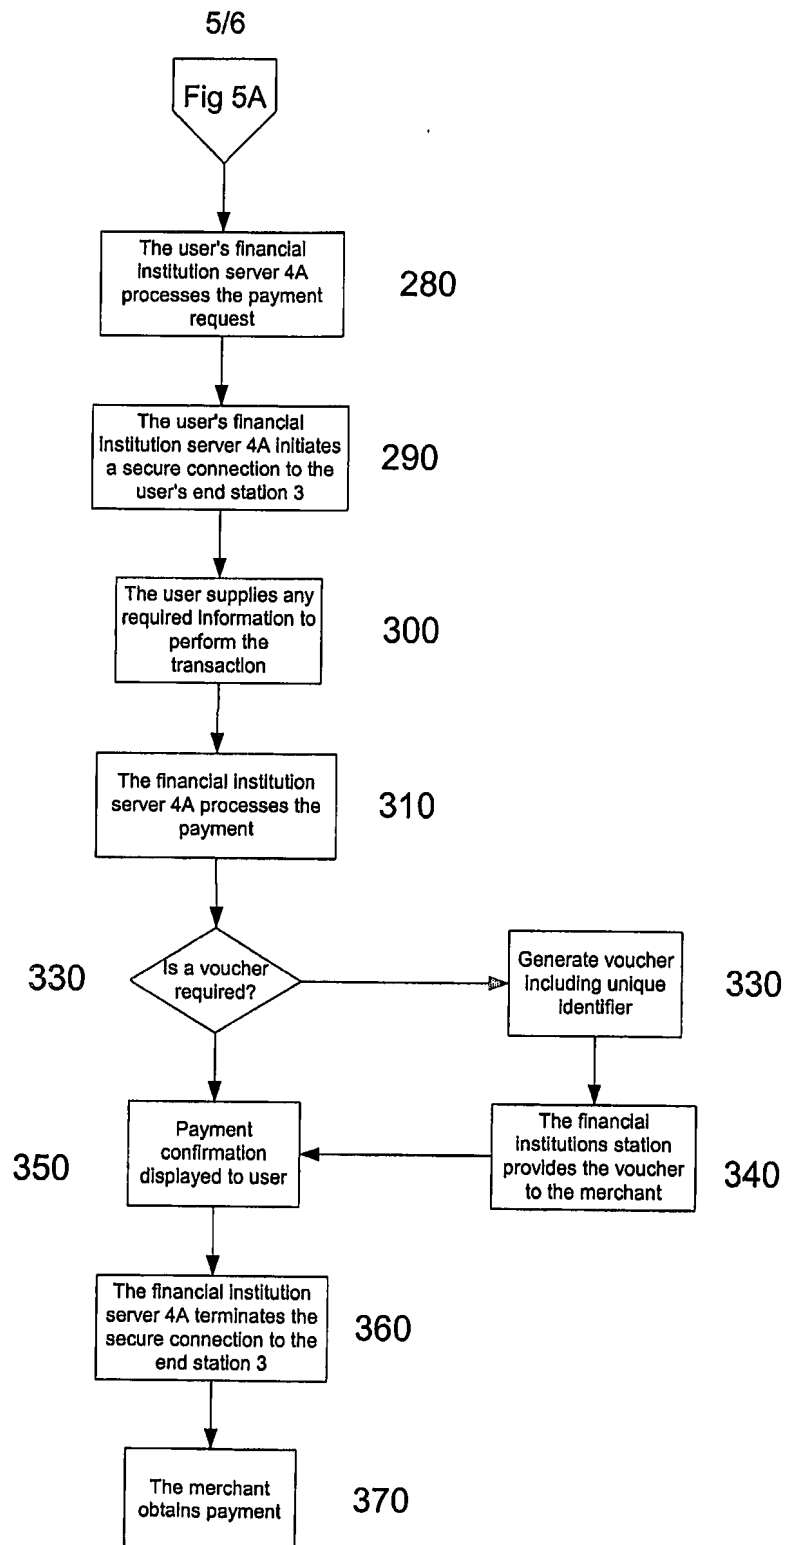 5/6
Fig 5A
The user's financial
institution server 4A
processes the payment
request
280
The user's financial
institution server 4A initiates
a secure connection to the
user's end station 3
290
The user supplies any
required information to
perform the
transaction
300
The financial institution
server 4A processes the
payment
310
330
Is a voucher
required?
Generate voucher
including unique
identifier
330
350
Payment
confirmation
displayed to user
The financial
institutions station
provides the voucher
to the merchant
340
The financial institution
server 4A terminates the
secure connection to the
end station 3
360
The merchant
obtains payment
370